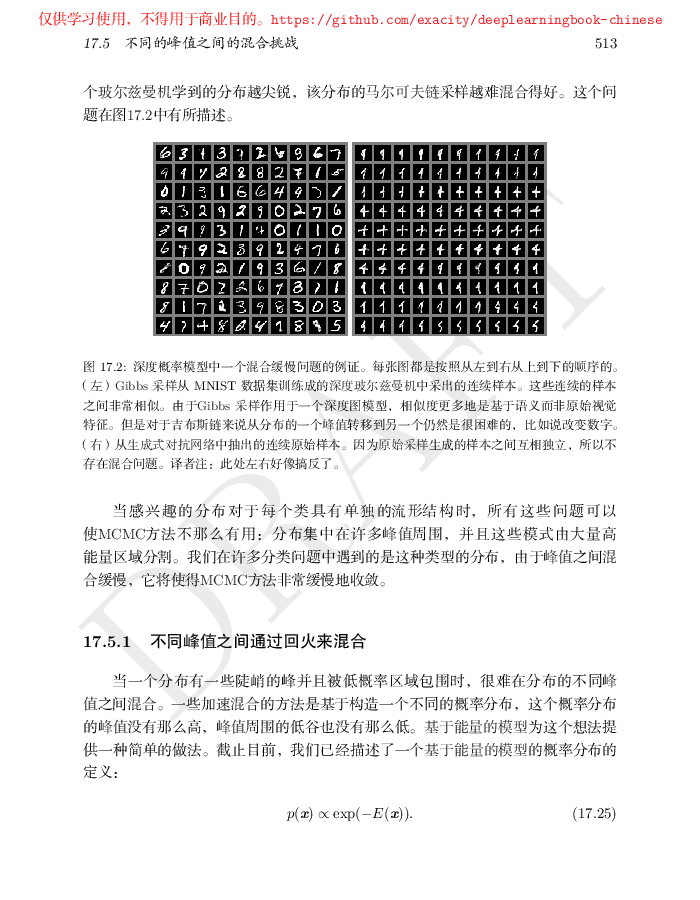 仅供学习使用，不得用于商业目的。https://github.com/exacity/deeplearningbook-chinese
17.5 不同的峰值之间的混合挑战 513
个玻尔兹曼机学到的分布越尖锐，该分布的马尔可夫链采样越难混合得好。这个问
题在图17.2中有所描述。
图 17.2: 深度概率模型中一个混合缓慢问题的例证。每张图都是按照从左到右从上到下的顺序的。
（左）Gibbs 采样从 MNIST 数据集训练成的深度玻尔兹曼机中采出的连续样本。这些连续的样本
之间非常相似。由于Gibbs 采样作用于一个深度图模型，相似度更多地是基于语义而非原始视觉
特征。但是对于吉布斯链来说从分布的一个峰值转移到另一个仍然是很困难的，比如说改变数字。
（右）从生成式对抗网络中抽出的连续原始样本。因为原始采样生成的样本之间互相独立，所以不
存在混合问题。译者注：此处左右好像搞反了。
当感兴趣的分布对于每个类具有单独的流形结构时，所有这些问题可以
使MCMC方法不那么有用：分布集中在许多峰值周围，并且这些模式由大量高
能量区域分割。我们在许多分类问题中遇到的是这种类型的分布，由于峰值之间混
合缓慢，它将使得MCMC方法非常缓慢地收敛。
17.5.1 不同峰值之间通过回火来混合
当一个分布有一些陡峭的峰并且被低概率区域包围时，很难在分布的不同峰
值之间混合。一些加速混合的方法是基于构造一个不同的概率分布，这个概率分布
的峰值没有那么高，峰值周围的低谷也没有那么低。基于能量的模型为这个想法提
供一种简单的做法。截止目前，我们已经描述了一个基于能量的模型的概率分布的
定义：
p(x) ∝ exp(−E(x)). (17.25)
DRAFT